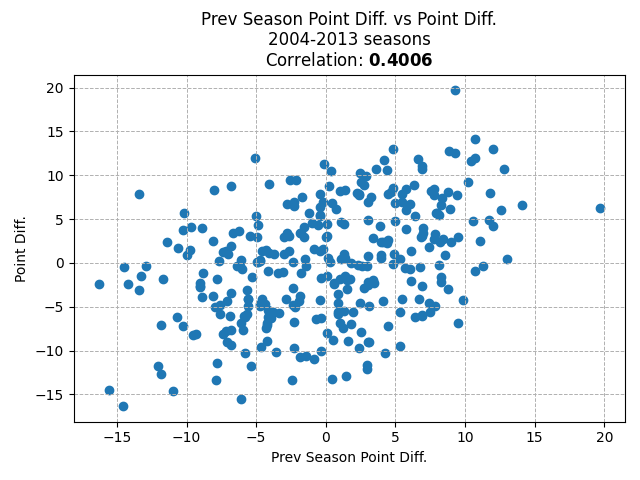 Prev Season Point Diff. vs Point Diff.
2004-2013 seasons
Correlation: 0.4006
20
15
10
5
0
−5
−10
−15
Point Diff.
−15 −10 −5 0 5 10 15 20
Prev Season Point Diff.